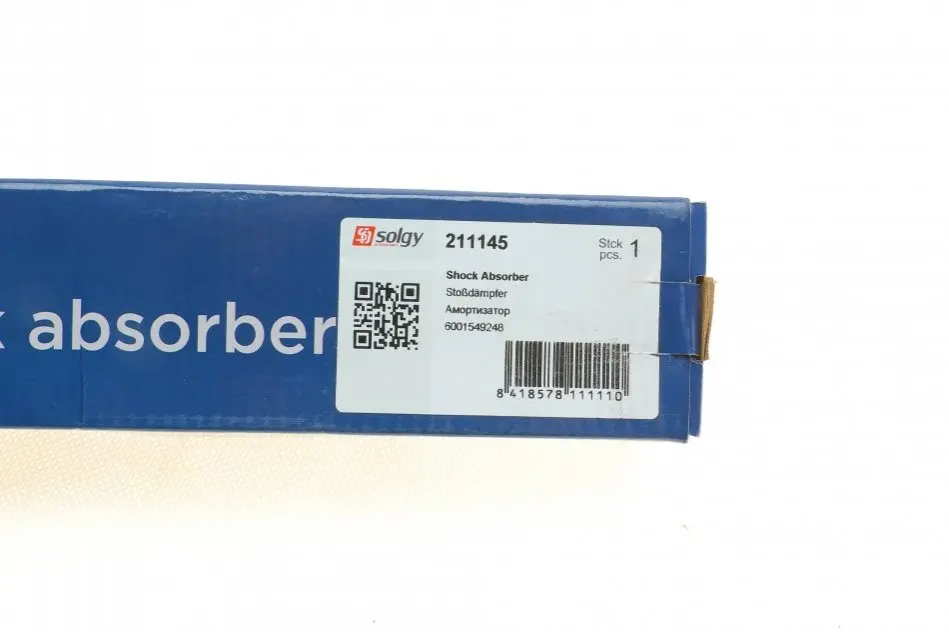 absorber
solgy
211145
Stck
pcs. 1
Shock Absorber
Stoßdämpfer
Амортизатор
6001549248
8 418578 111110